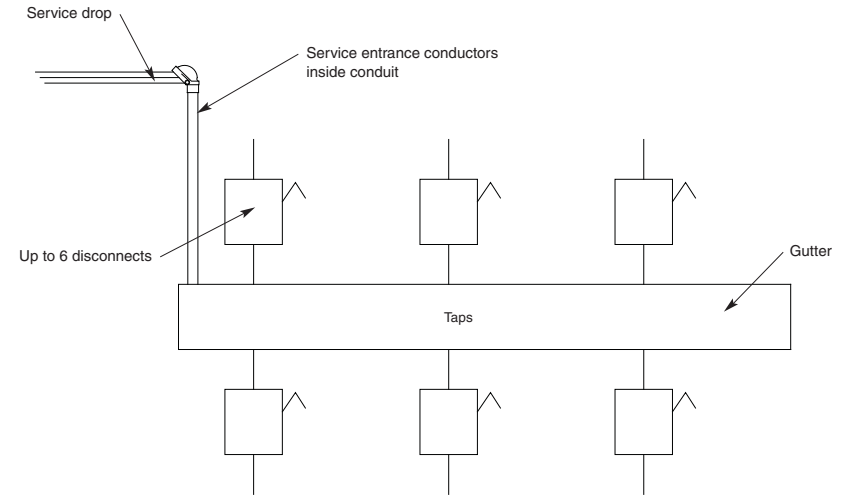 Service drop
Service entrance conductors
inside conduit
Up to 6 disconnects
Gutter
Taps